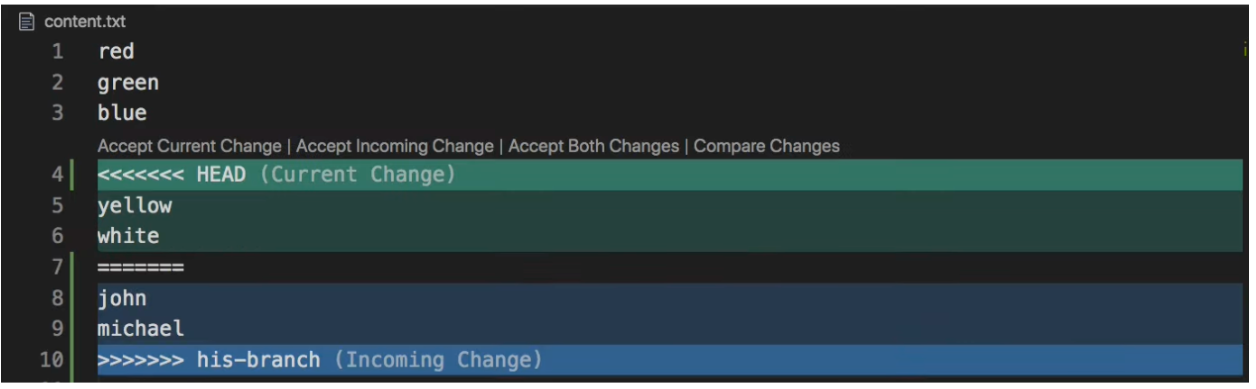 content.txt
1 red
2 green
3 blue
Accept Current Change | Accept Incoming Change | Accept Both Changes | Compare Changes
4 <<<<<<< HEAD (Current Change)
5 yellow
6 white
7 =======
8 john
9 michael
10 >>>>>>> his-branch (Incoming Change)